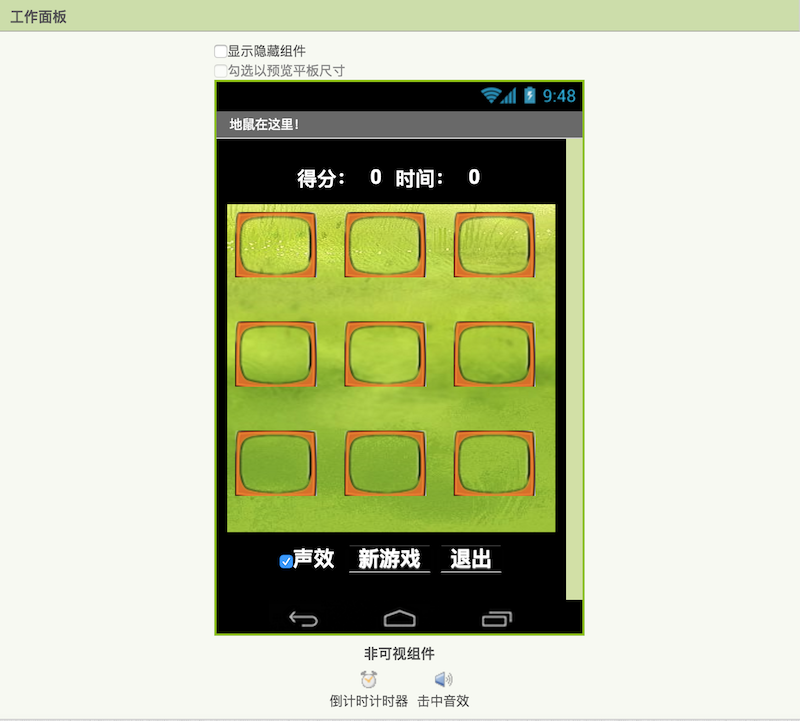 工作面板
显示隐藏组件
勾选以预览平板尺寸
9:48
地鼠在这里!
得分: 0 时间: 0
声效 新游戏 退出
非可视组件
倒计时计时器 击中音效